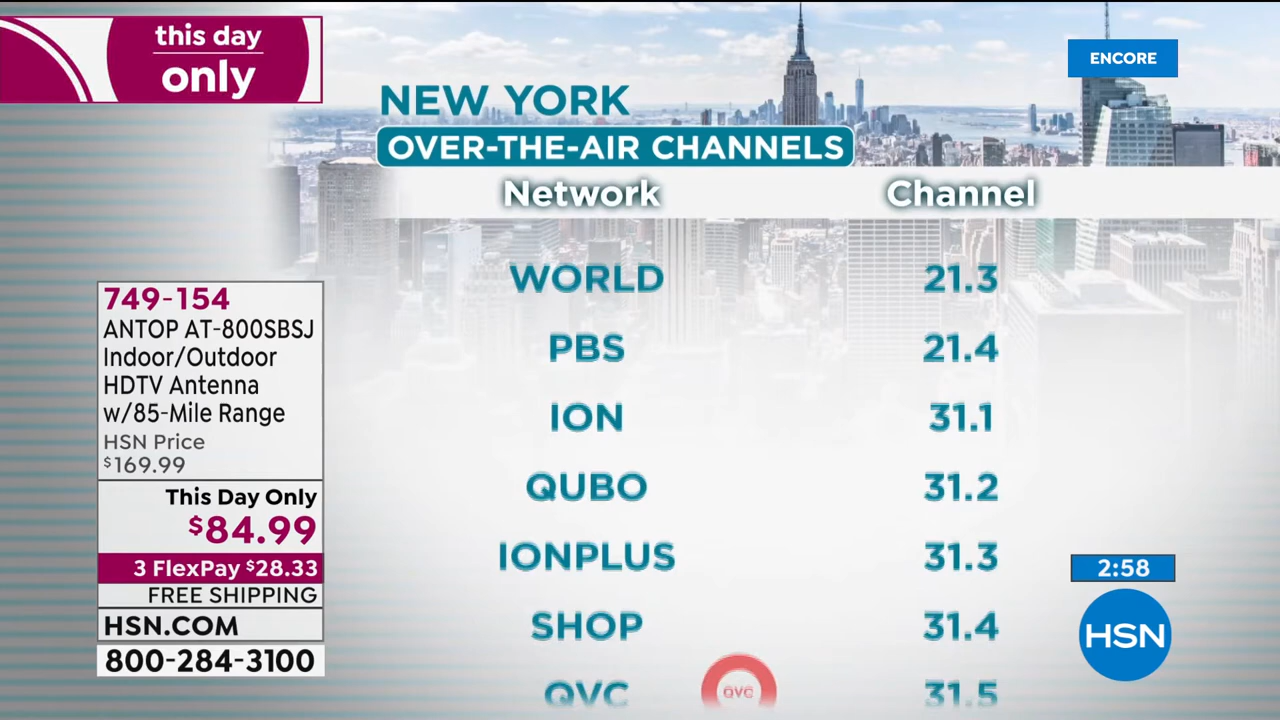 this day
only
ENCORE
NEW YORK
OVER-THE-AIR CHANNELS
Network Channel
WORLD 21.3
PBS 21.4
ION 31.1
QUBO 31.2
IONPLUS 31.3
SHOP 31.4
QVC QVC 31.5
749-154
ANTOP AT-800SBSJ
Indoor/Outdoor
HDTV Antenna
w/85-Mile Range
HSN Price
$169.99
This Day Only
$84.99
3 FlexPay $28.33
FREE SHIPPING
HSN.COM
800-284-3100
2:58
HSN